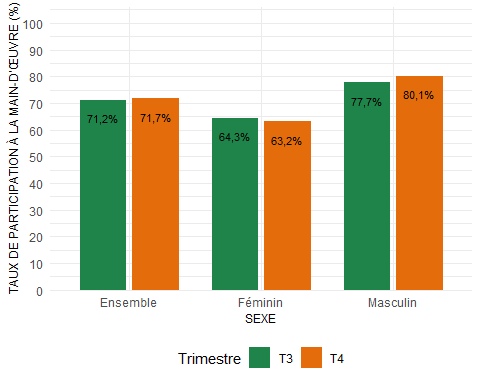 TAUX DE PARTICIPATION À LA MAIN-D'ŒUVRE (%)
100
90
80
70
60
50
40
30
20
10
0
71,2%
71,7%
64,3%
63,2%
77,7%
80,1%
Ensemble
Féminin
Masculin
SEXE
Trimestre
T3
T4